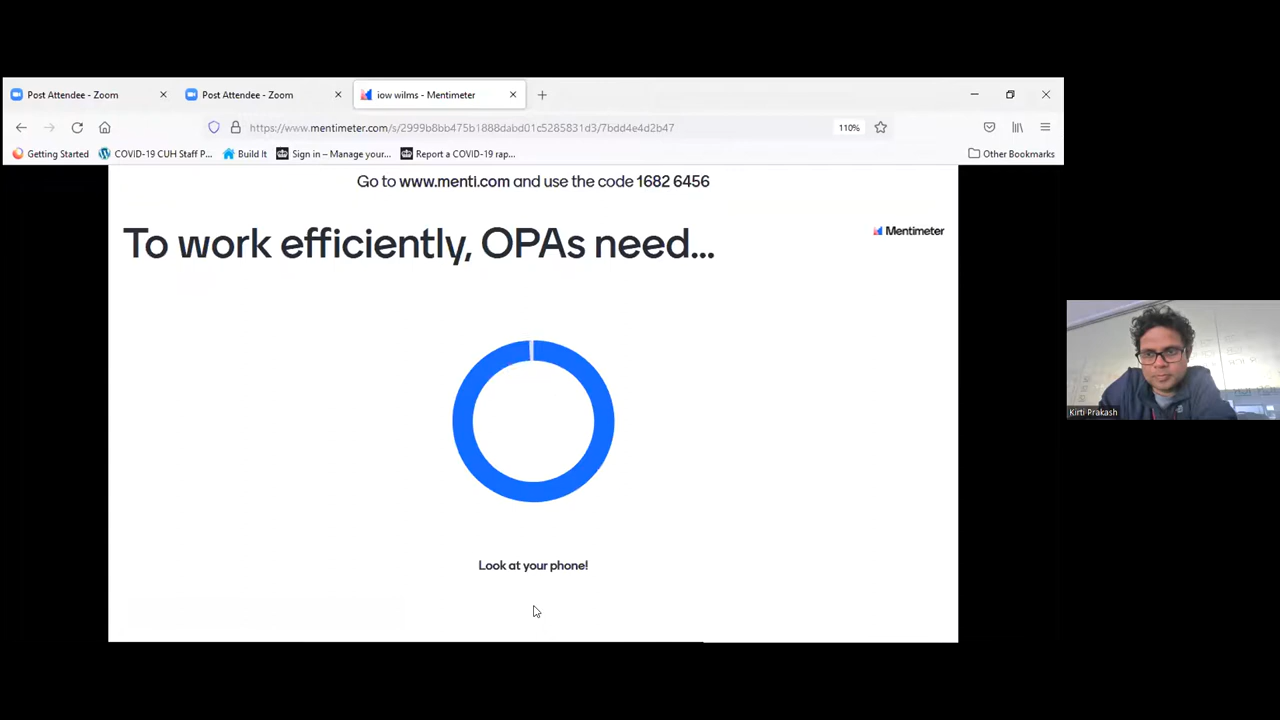 Post Attendee - Zoom
Post Attendee - Zoom
iow wilms - Mentimeter
https://www.mentimeter.com/s/2999b8bb475b1888dabd01c5285831d3/7bdd4e4d2b47
110%
Getting Started
COVID-19 CUH Staff P...
Build It
Sign in – Manage your...
Report a COVID-19 rap...
Other Bookmarks
Go to www.menti.com and use the code 1682 6456
To work efficiently, OPAs need...
Mentimeter
Look at your phone!
Kirti Prakash